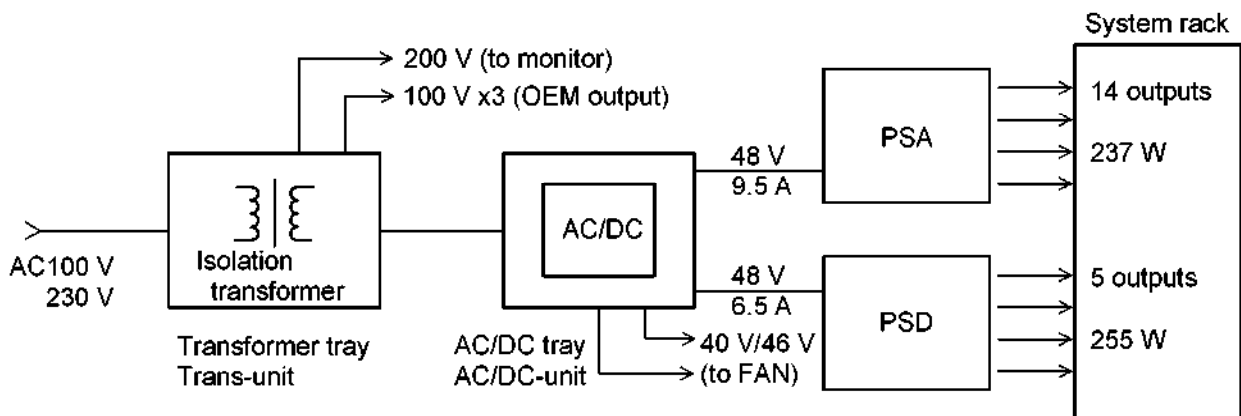 System rack
200 V (to monitor)
100 V x3 (OEM output)
14 outputs
PSA
48 V
9.5 A
237 W
AC/DC
AC100 V
230 V
Isolation
transformer
48 V
6.5 A
5 outputs
PSD
255 W
Transformer tray
Trans-unit
AC/DC tray
AC/DC-unit
40 V/46 V
(to FAN)